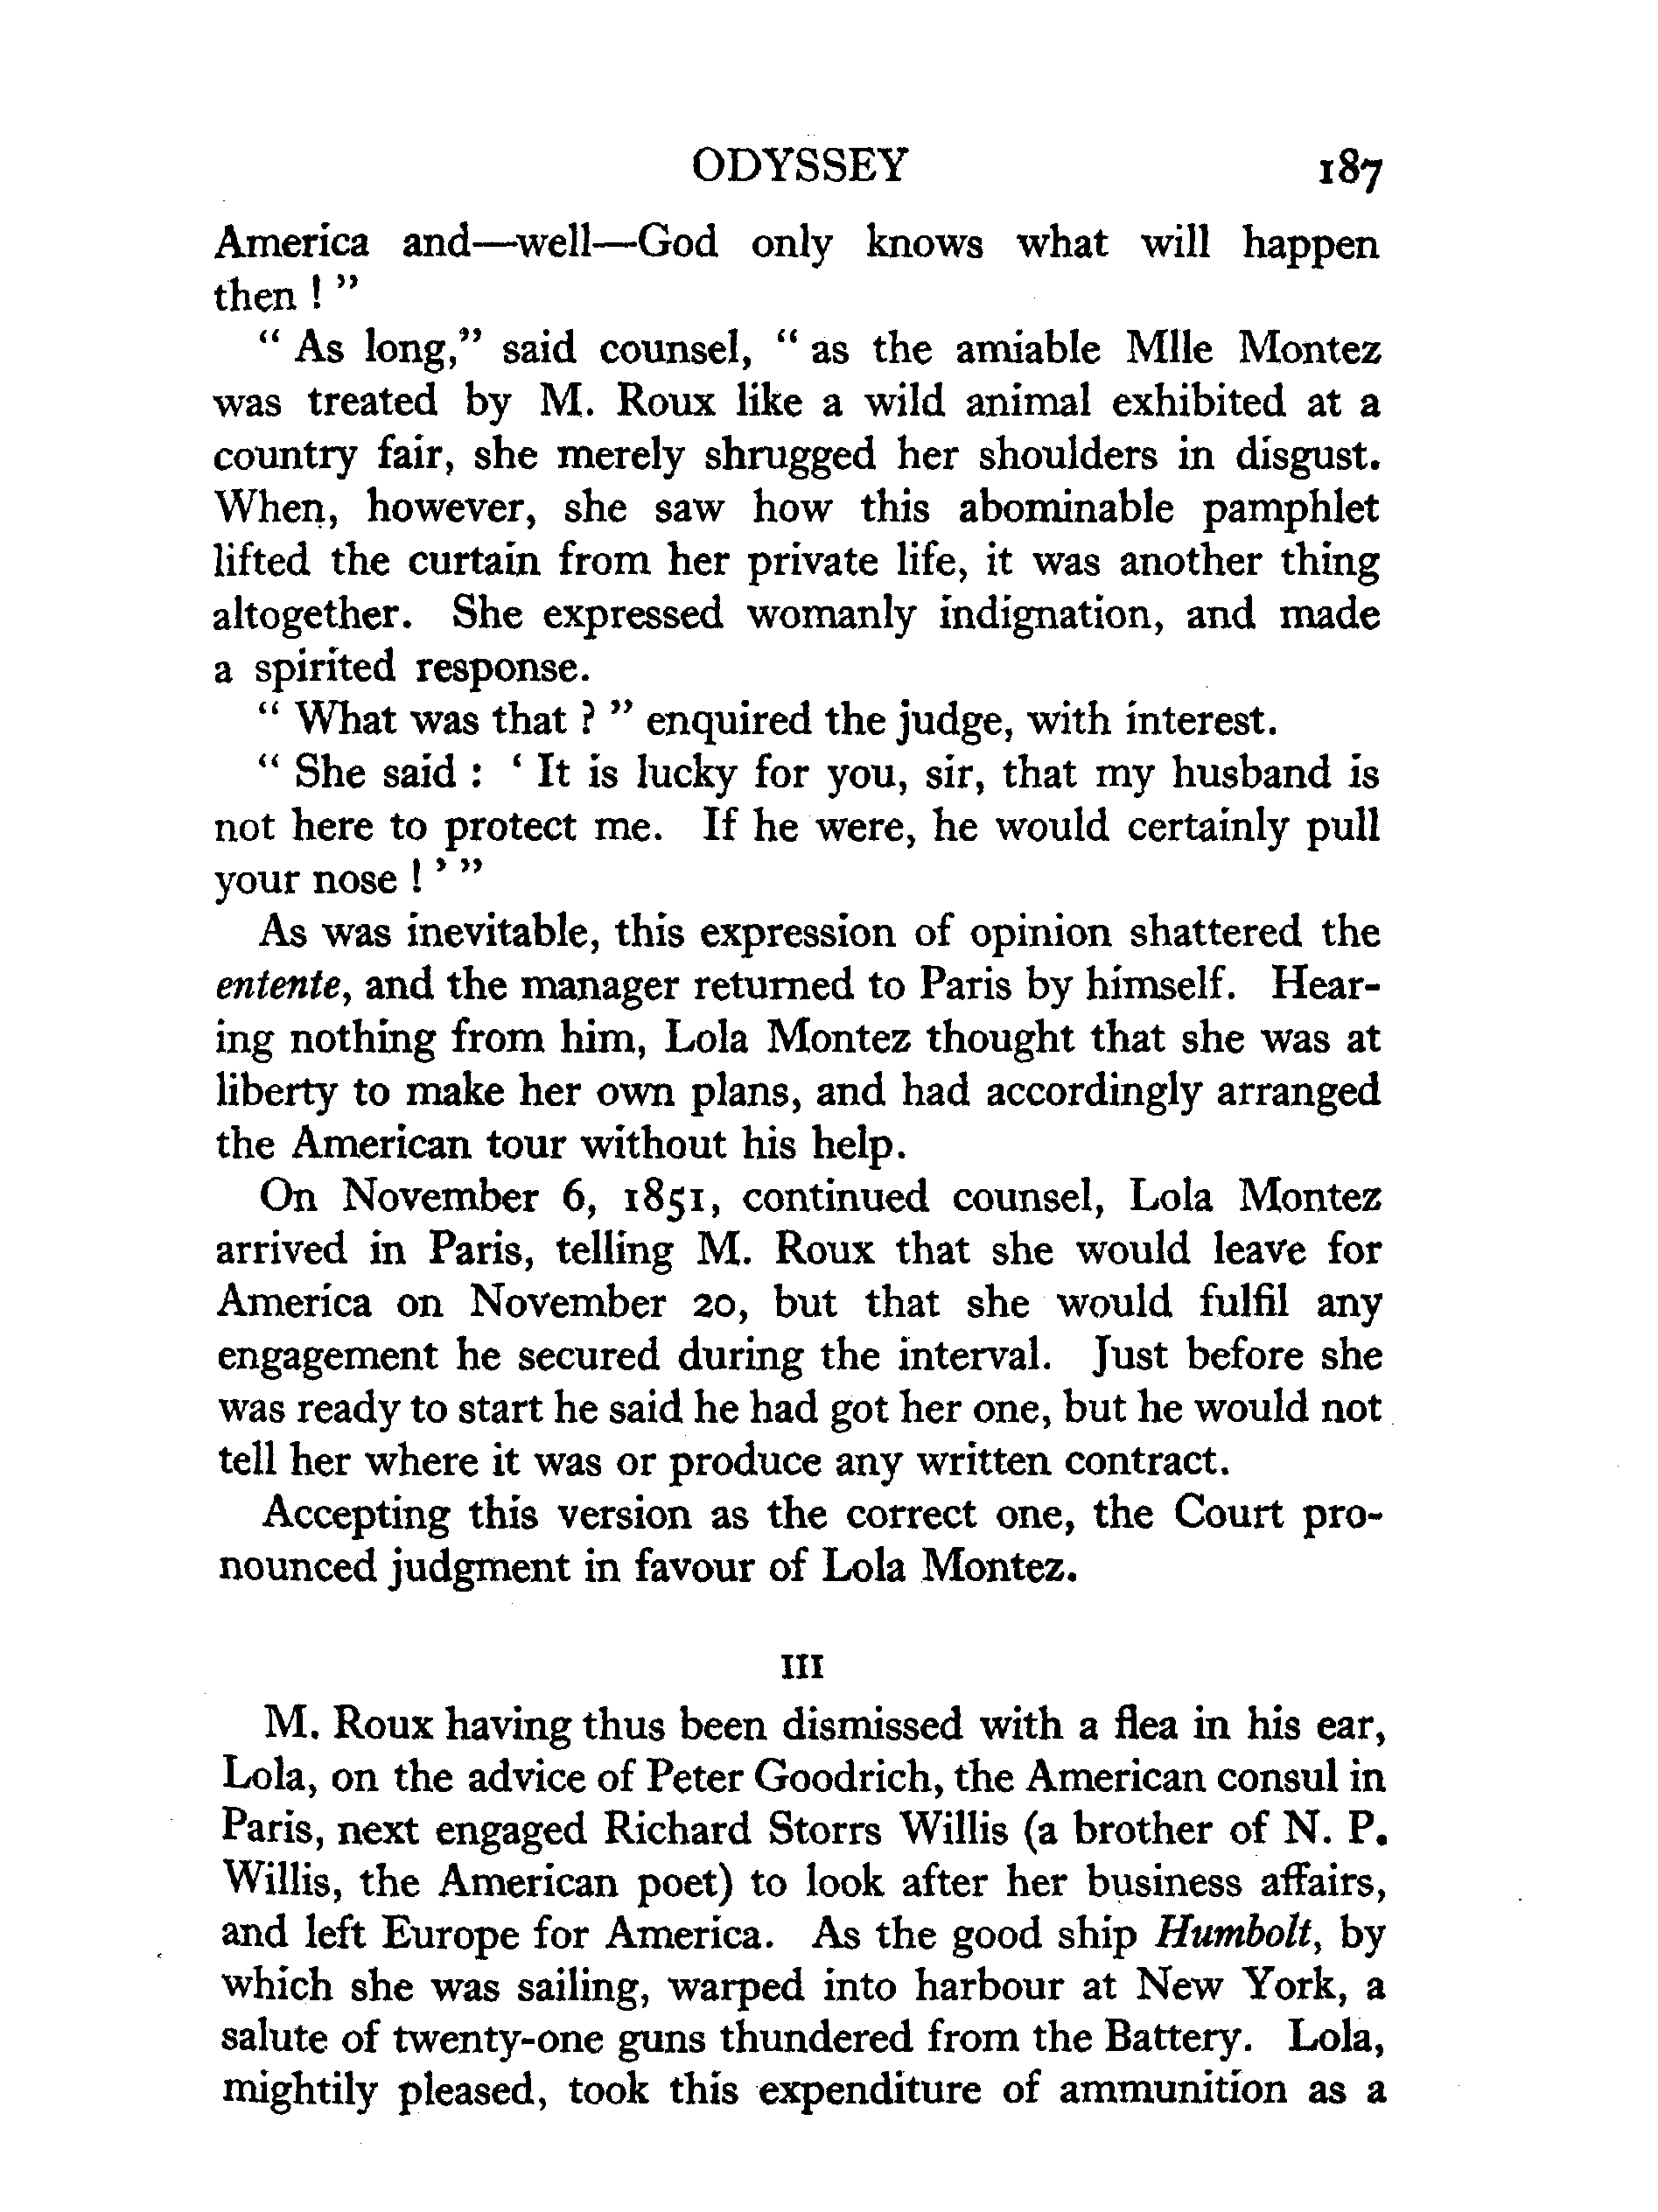 ODYSSEY 187
America and—well—God only knows what will happen
then ! ”
“ As long,” said counsel, “ as the amiable Mlle Montez
was treated by M. Roux like a wild animal exhibited at a
country fair, she merely shrugged her shoulders in disgust.
When, however, she saw how this abominable pamphlet
lifted the curtain from her private life, it was another thing
altogether. She expressed womanly indignation, and made
a spirited response.
“ What was that ? ” enquired the judge, with interest.
“ She said : ‘ It is lucky for you, sir, that my husband is
not here to protect me. If he were, he would certainly pull
your nose ! ’ ”
As was inevitable, this expression of opinion shattered the
entente, and the manager returned to Paris by himself. Hear-
ing nothing from him, Lola Montez thought that she was at
liberty to make her own plans, and had accordingly arranged
the American tour without his help.
On November 6, 1851, continued counsel, Lola Montez
arrived in Paris, telling M. Roux that she would leave for
America on November 20, but that she would fulfil any
engagement he secured during the interval. Just before she
was ready to start he said he had got her one, but he would not
tell her where it was or produce any written contract.
Accepting this version as the correct one, the Court pro-
nounced judgment in favour of Lola Montez.
III
M. Roux having thus been dismissed with a flea in his ear,
Lola, on the advice of Peter Goodrich, the American consul in
Paris, next engaged Richard Storrs Willis (a brother of N. P.
Willis, the American poet) to look after her business affairs,
and left Europe for America. As the good ship Humbolt, by
which she was sailing, warped into harbour at New York, a
salute of twenty-one guns thundered from the Battery. Lola,
mightily pleased, took this expenditure of ammunition as a